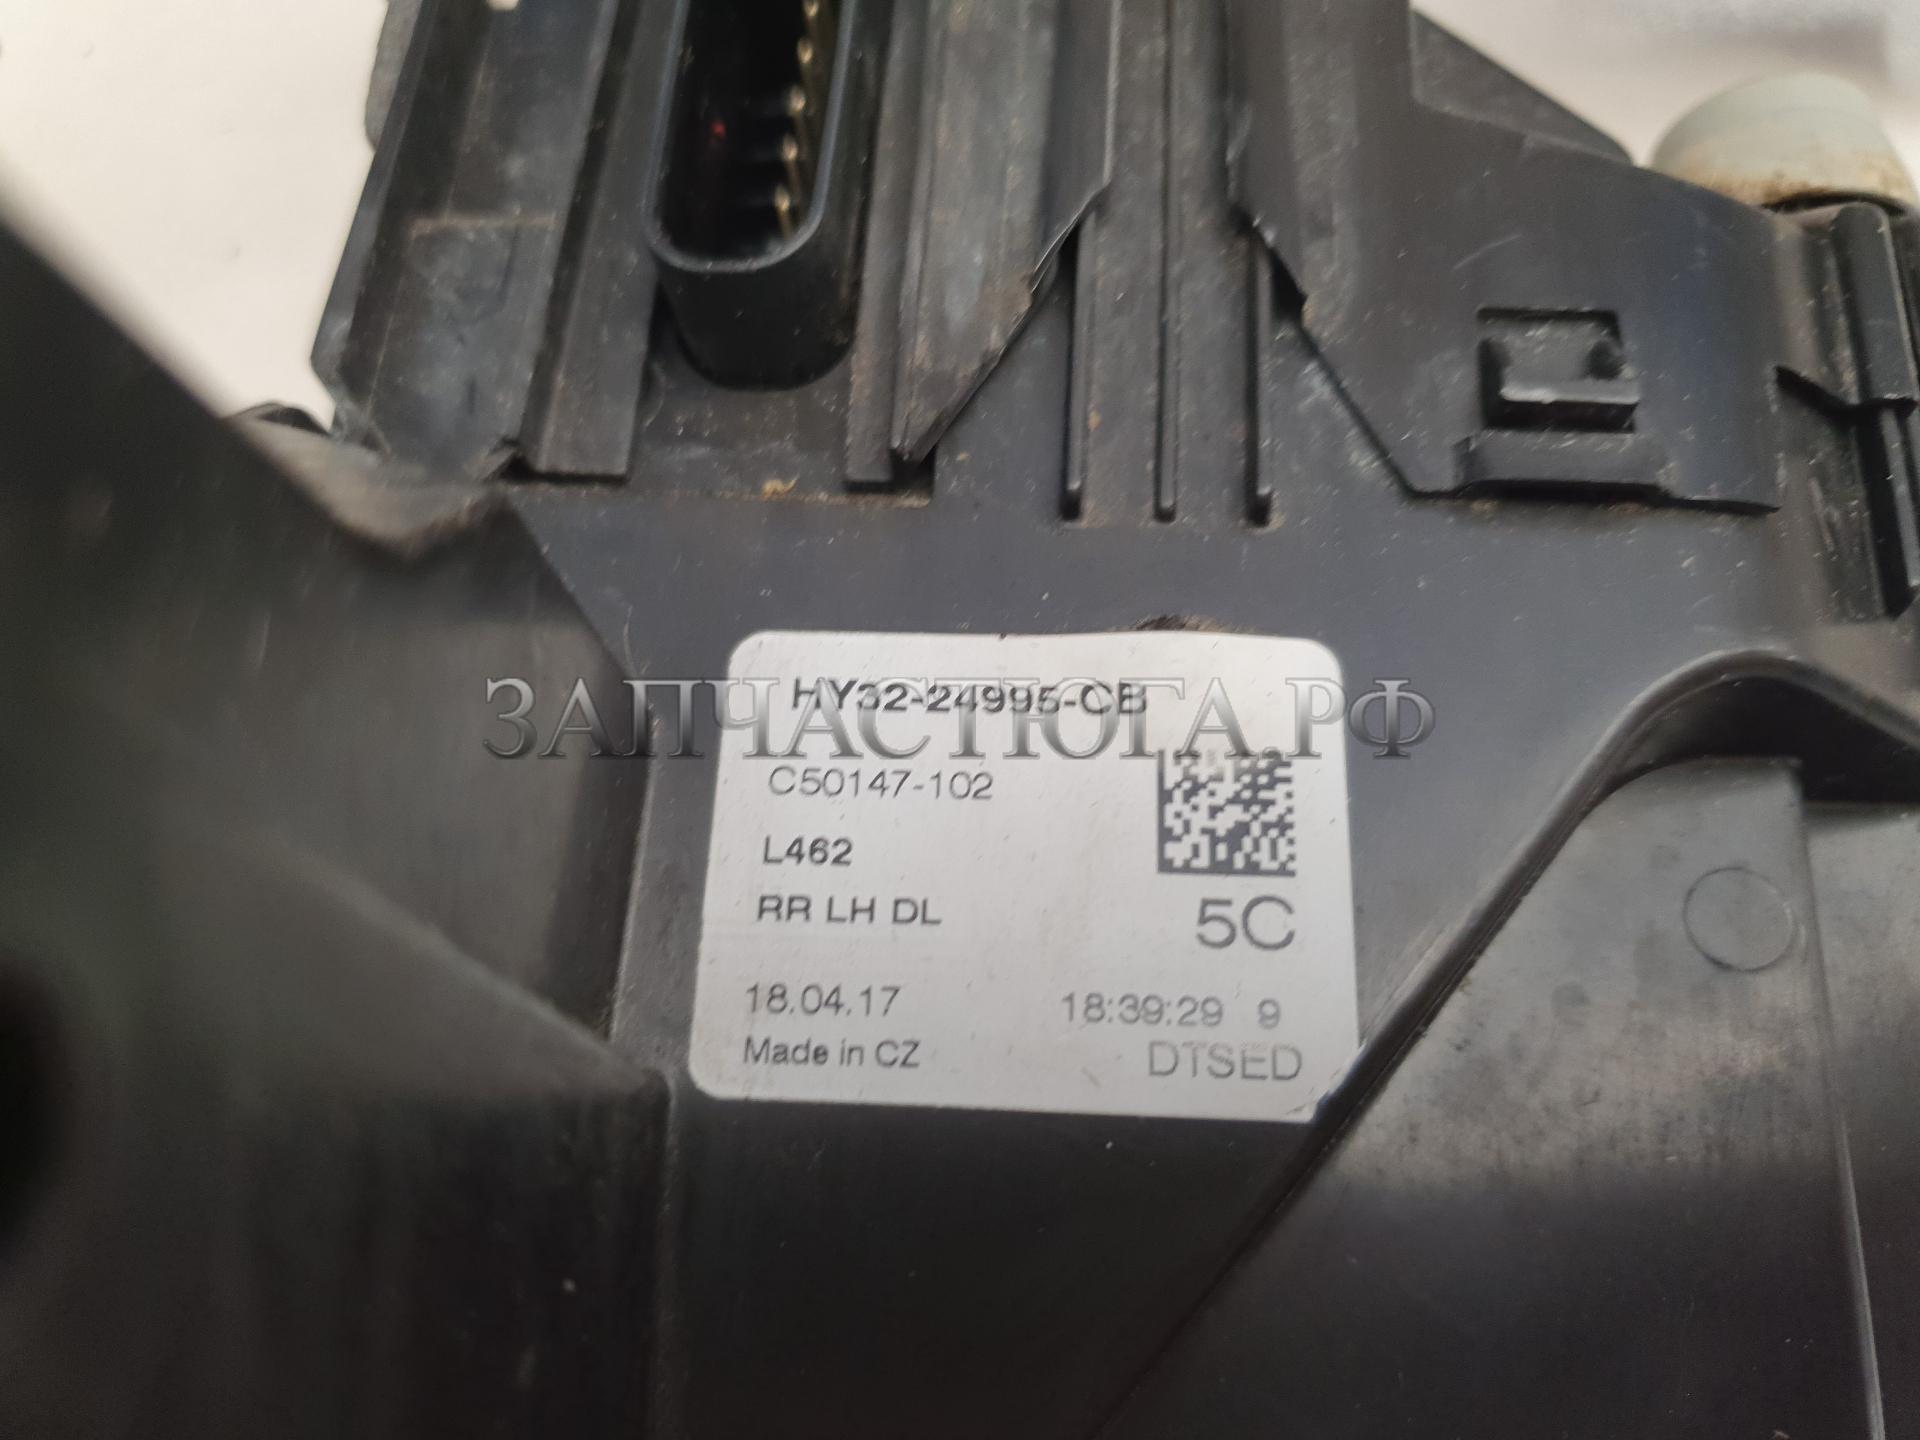 HY32-24995-CB
ЗАПЧАСТЮГА.РФ
C50147-102
L462
RR LH DL
5C
18.04.17 18:39:29 9
Made in CZ DTSED